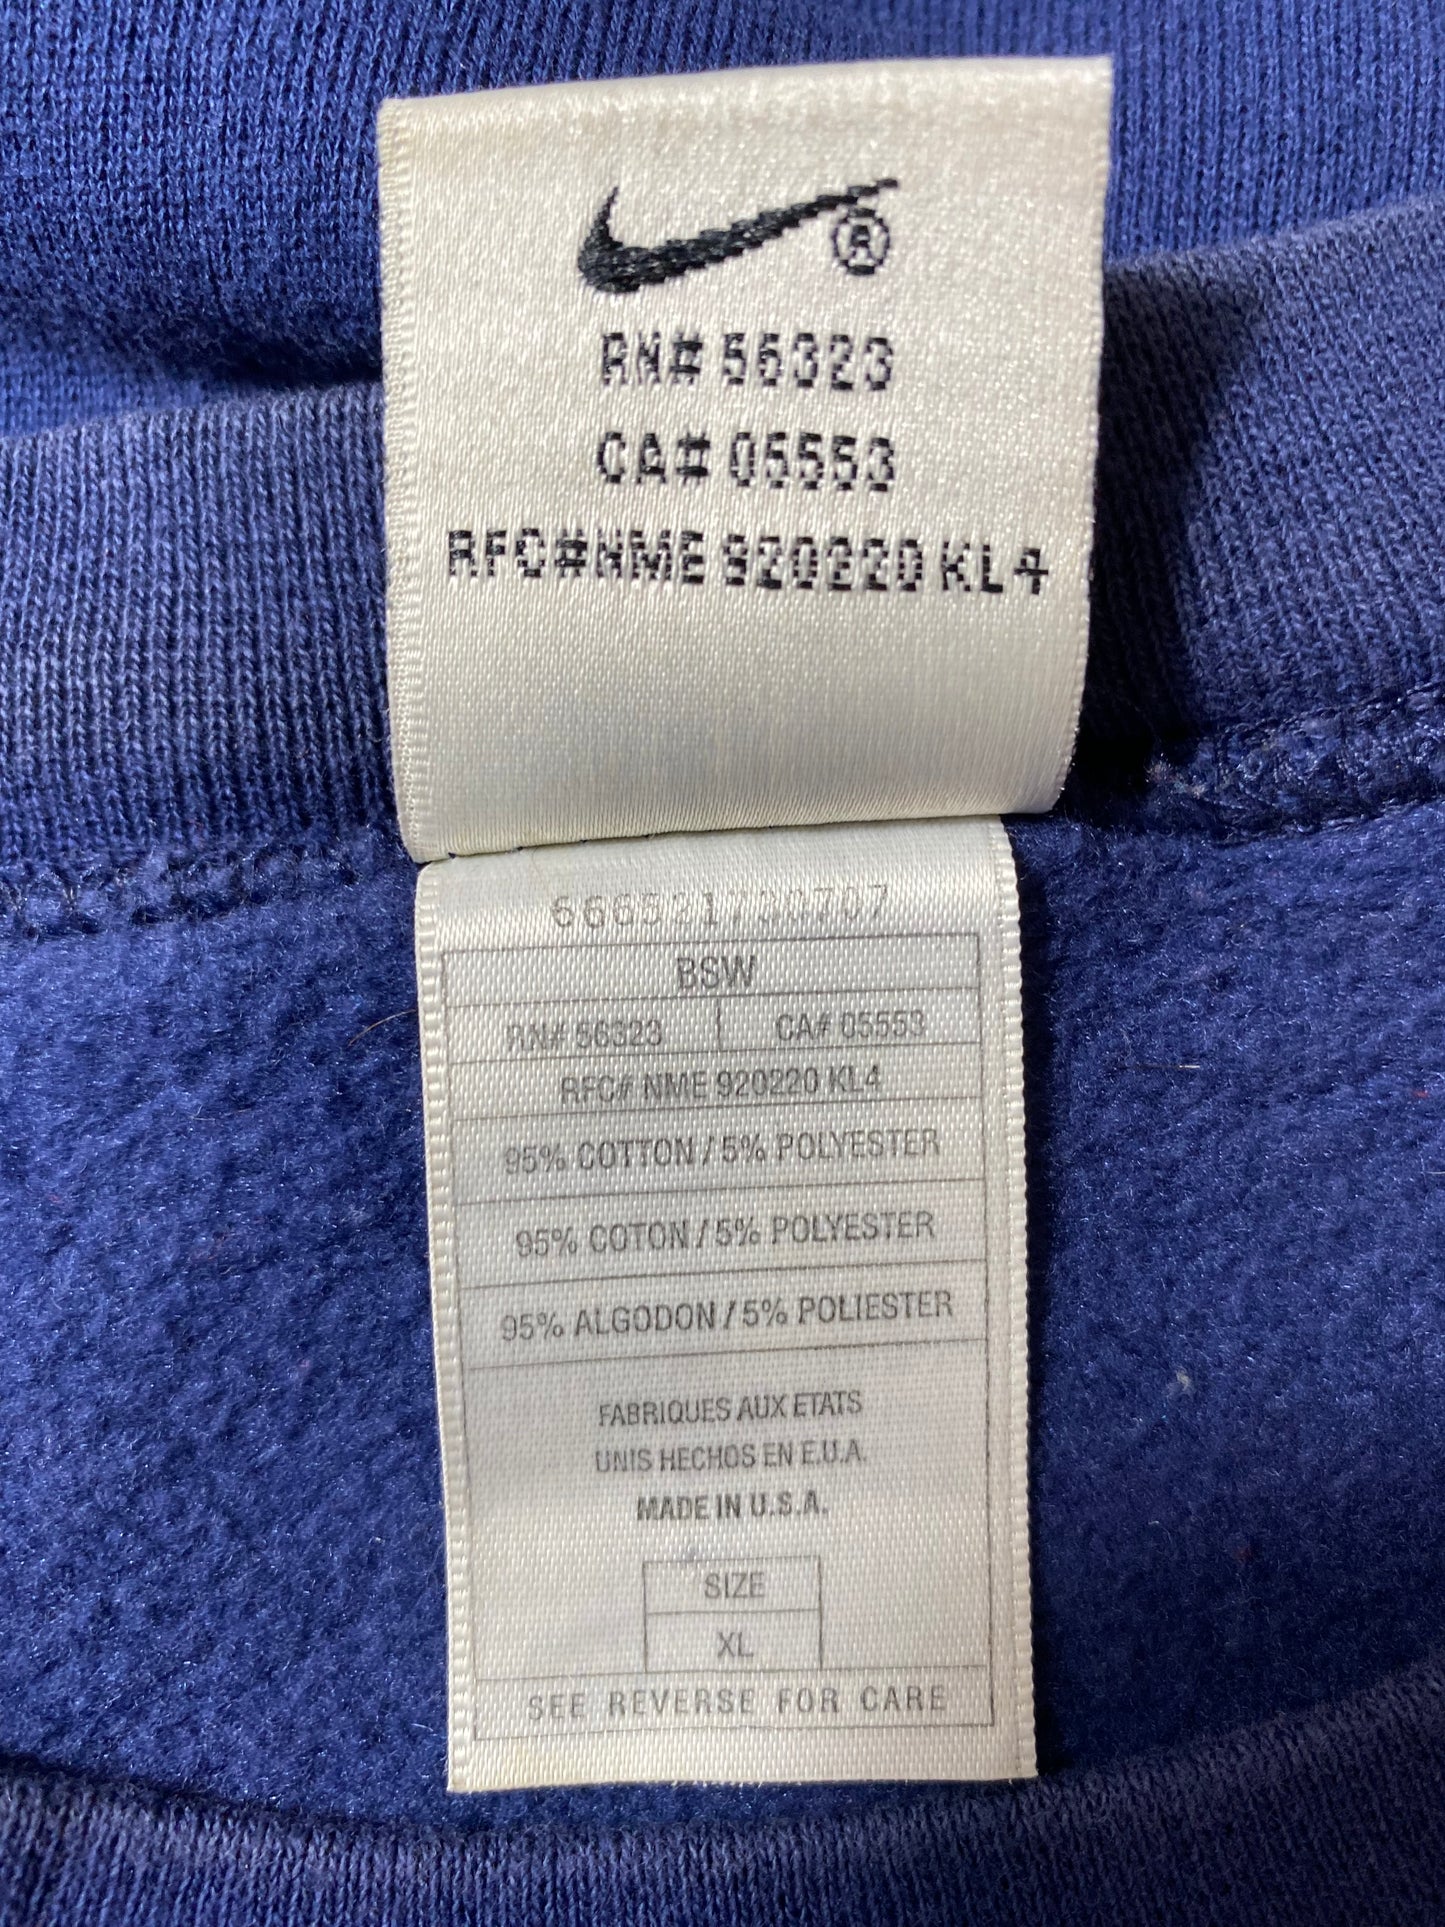 ®
RN# 56323
CA# 05553
RFC#NME 920220 KL4
666521730707
BSW
RN# 56323 CA# 05553
RFC# NME 920220 KL4
95% COTTON / 5% POLYESTER
95% COTON / 5% POLYESTER
95% ALGODON / 5% POLIESTER
FABRIQUES AUX ETATS
UNIS HECHOS EN E.U.A.
MADE IN U.S.A.
SIZE
XL
SEE REVERSE FOR CARE